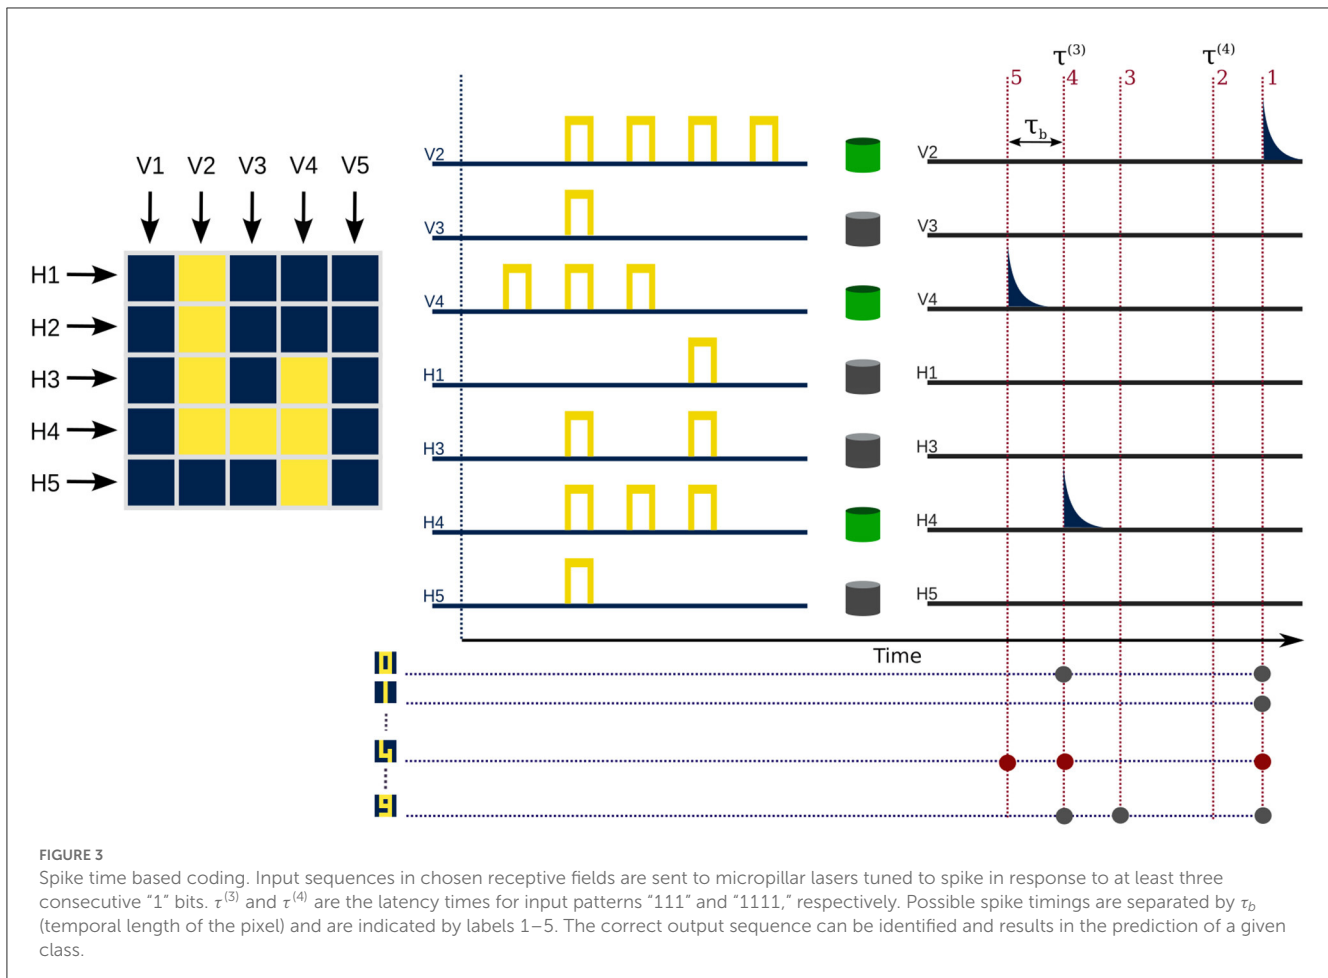 τ(3) τ(4)
5 4 3 2 1
τb
V1 V2 V3 V4 V5
H1
H2
H3
H4
H5
V2
V3
V4
H1
H3
H4
H5
V2
V3
V4
H1
H3
H4
H5
Time
FIGURE 3
Spike time based coding. Input sequences in chosen receptive fields are sent to micropillar lasers tuned to spike in response to at least three
consecutive “1” bits. τ(3) and τ(4) are the latency times for input patterns “111” and “1111,” respectively. Possible spike timings are separated by τb
(temporal length of the pixel) and are indicated by labels 1–5. The correct output sequence can be identified and results in the prediction of a given
class.